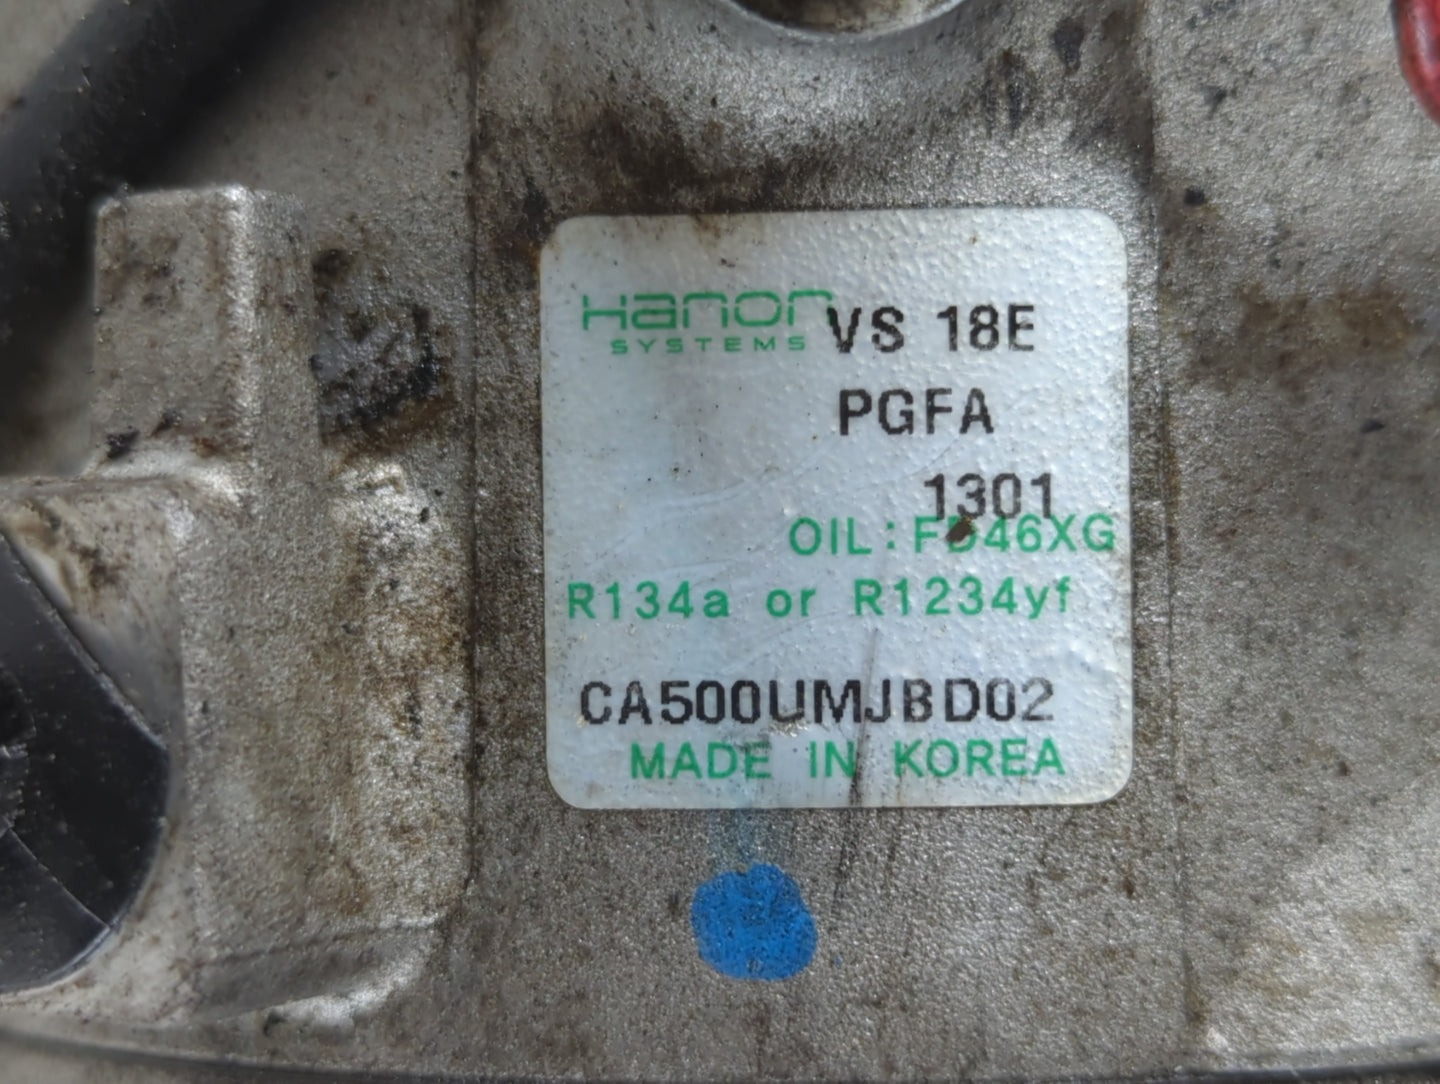 Hanon VS 18E
SYSTEMS
PGFA
1301
OIL: FD46XG
R134a or R1234yf
CA500UMJBD02
MADE IN KOREA